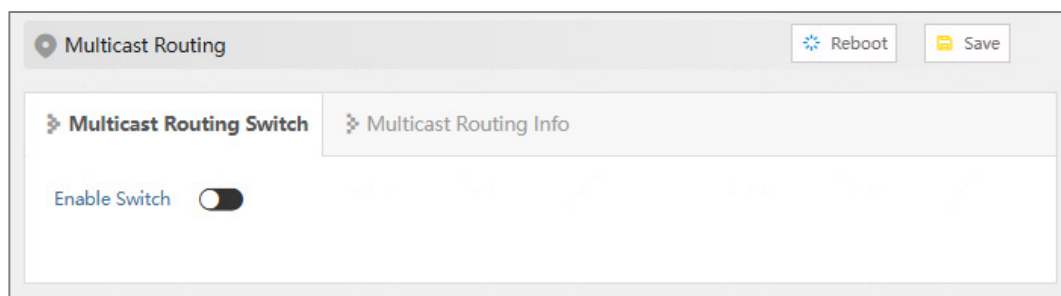 Multicast Routing
Reboot
Save
Multicast Routing Switch
Multicast Routing Info
Enable Switch